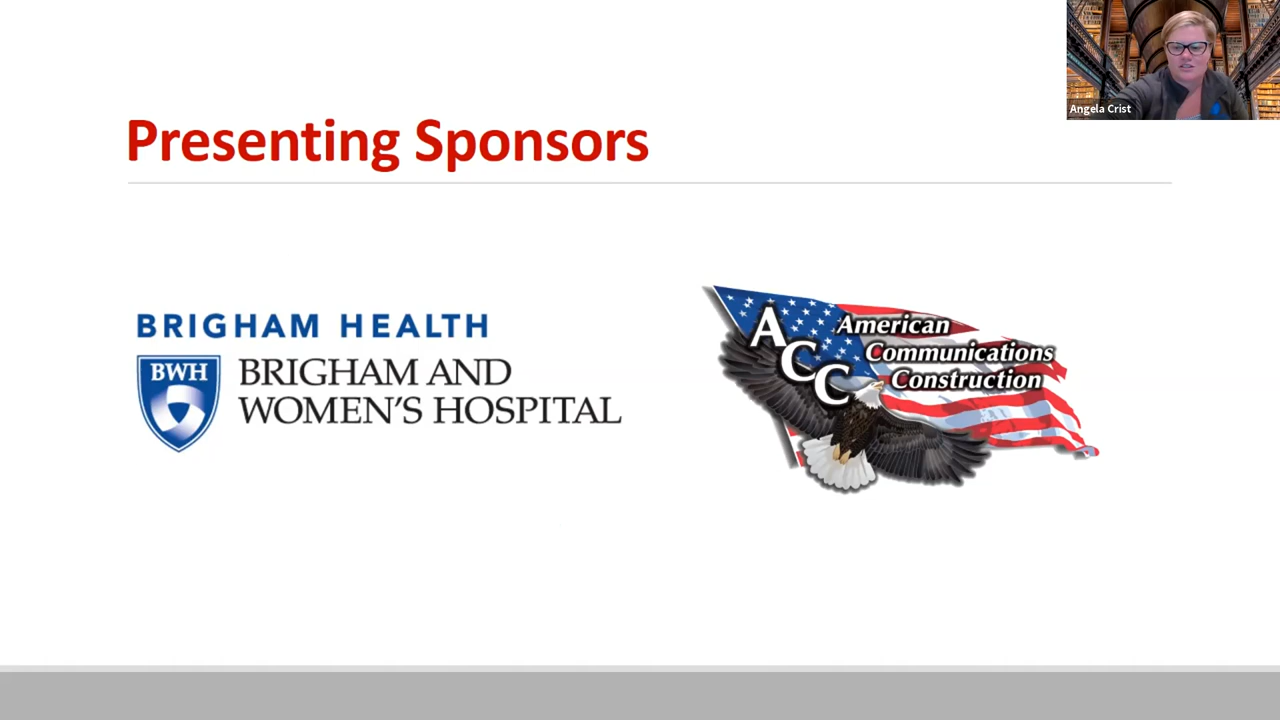 Angela Crist
Presenting Sponsors
BRIGHAM HEALTH
BWH
BRIGHAM AND
WOMEN'S HOSPITAL
ACC
American
Communications
Construction